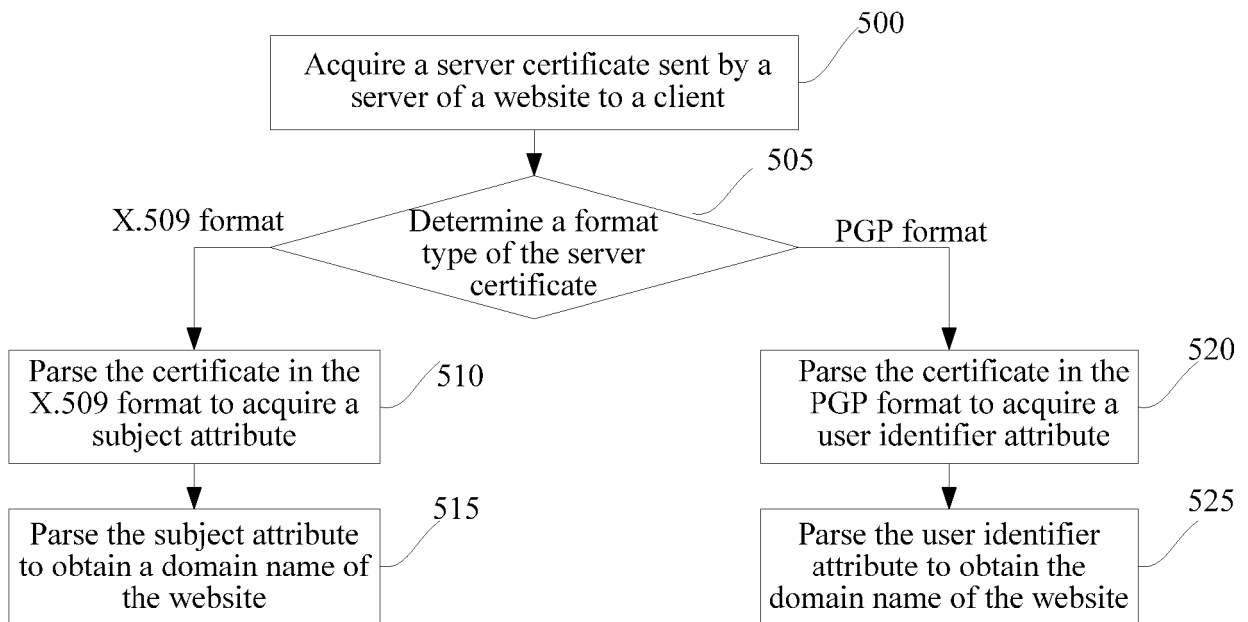 500
Acquire a server certificate sent by a
server of a website to a client
505
X.509 format
Determine a format
type of the server
certificate
PGP format
Parse the certificate in the
X.509 format to acquire a
subject attribute
510
Parse the certificate in the
PGP format to acquire a
user identifier attribute
520
Parse the subject attribute
to obtain a domain name of
the website
515
Parse the user identifier
attribute to obtain the
domain name of the website
525